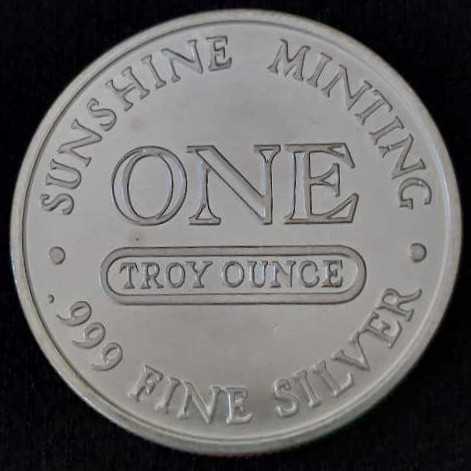 SUNSHINE MINTING
ONE
TROY OUNCE
.999 FINE SILVER